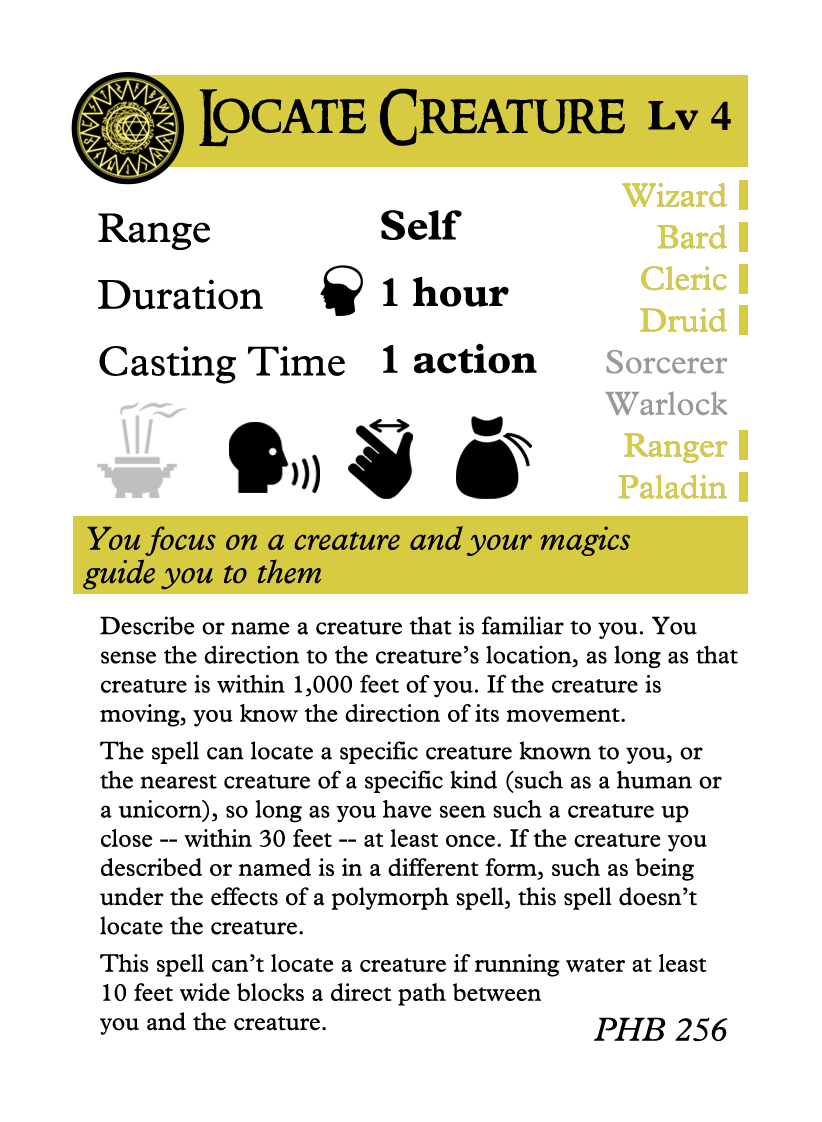 Locate Creature Lv 4
Range Self
Duration 1 hour
Casting Time 1 action
Wizard
Bard
Cleric
Druid
Sorcerer
Warlock
Ranger
Paladin
You focus on a creature and your magics
guide you to them
Describe or name a creature that is familiar to you. You
sense the direction to the creature’s location, as long as that
creature is within 1,000 feet of you. If the creature is
moving, you know the direction of its movement.
The spell can locate a specific creature known to you, or
the nearest creature of a specific kind (such as a human or
a unicorn), so long as you have seen such a creature up
close -- within 30 feet -- at least once. If the creature you
described or named is in a different form, such as being
under the effects of a polymorph spell, this spell doesn’t
locate the creature.
This spell can’t locate a creature if running water at least
10 feet wide blocks a direct path between
you and the creature.
PHB 256